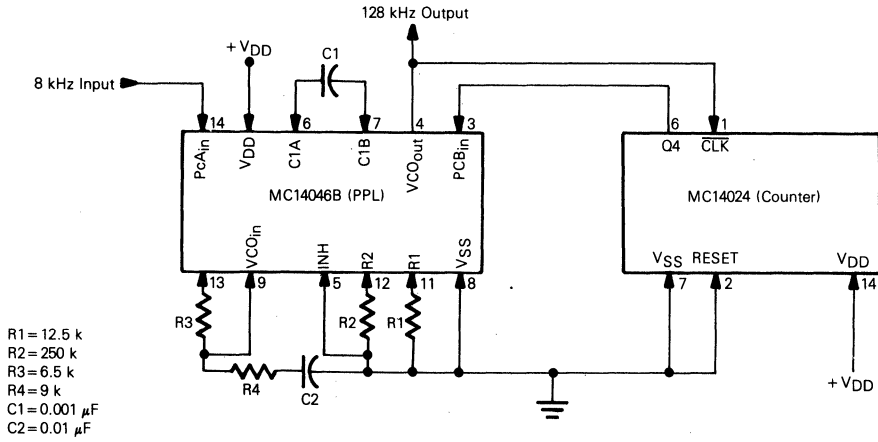 128 kHz Output
+ VDD
C1
8 kHz Input
14
6
7
4
3
6
1
PcAin
VDD
C1A
C1B
VCOout
PCBin
Q4
CLK
MC14046B (PPL)
MC14024 (Counter)
VCOin
INH
R2
R1
VSS
VSS
RESET
VDD
13
9
5
12
11
8
7
2
14
R3
R2
R1
R4
C2
+ VDD
R1 = 12.5 k
R2 = 250 k
R3 = 6.5 k
R4 = 9 k
C1 = 0.001 μF
C2 = 0.01 μF